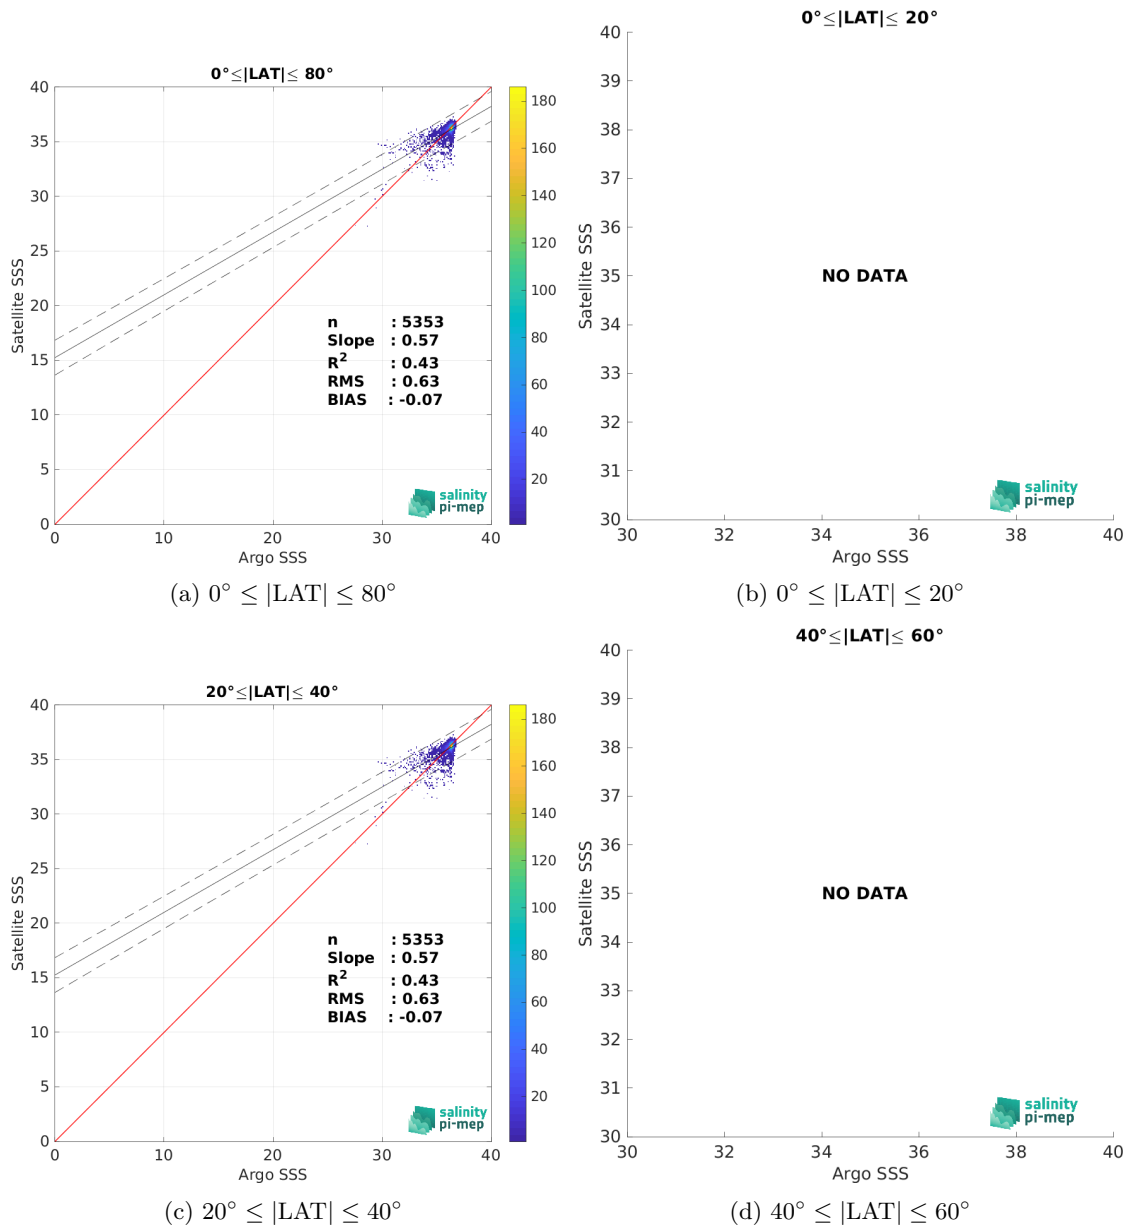 0°≤|LAT|≤ 80°
40
35
30
25
20
15
10
5
0
0
10
20
30
40
Satellite SSS
Argo SSS
n : 5353
Slope : 0.57
R² : 0.43
RMS : 0.63
BIAS : -0.07
salinity
pi-mep
180
160
140
120
100
80
60
40
20
(a) 0° ≤ |LAT| ≤ 80°
0°≤|LAT|≤ 20°
40
39
38
37
36
35
34
33
32
31
30
30
32
34
36
38
40
Satellite SSS
Argo SSS
NO DATA
salinity
pi-mep
(b) 0° ≤ |LAT| ≤ 20°
20°≤|LAT|≤ 40°
40
35
30
25
20
15
10
5
0
0
10
20
30
40
Satellite SSS
Argo SSS
n : 5353
Slope : 0.57
R² : 0.43
RMS : 0.63
BIAS : -0.07
salinity
pi-mep
180
160
140
120
100
80
60
40
20
(c) 20° ≤ |LAT| ≤ 40°
40°≤|LAT|≤ 60°
40
39
38
37
36
35
34
33
32
31
30
30
32
34
36
38
40
Satellite SSS
Argo SSS
NO DATA
salinity
pi-mep
(d) 40° ≤ |LAT| ≤ 60°